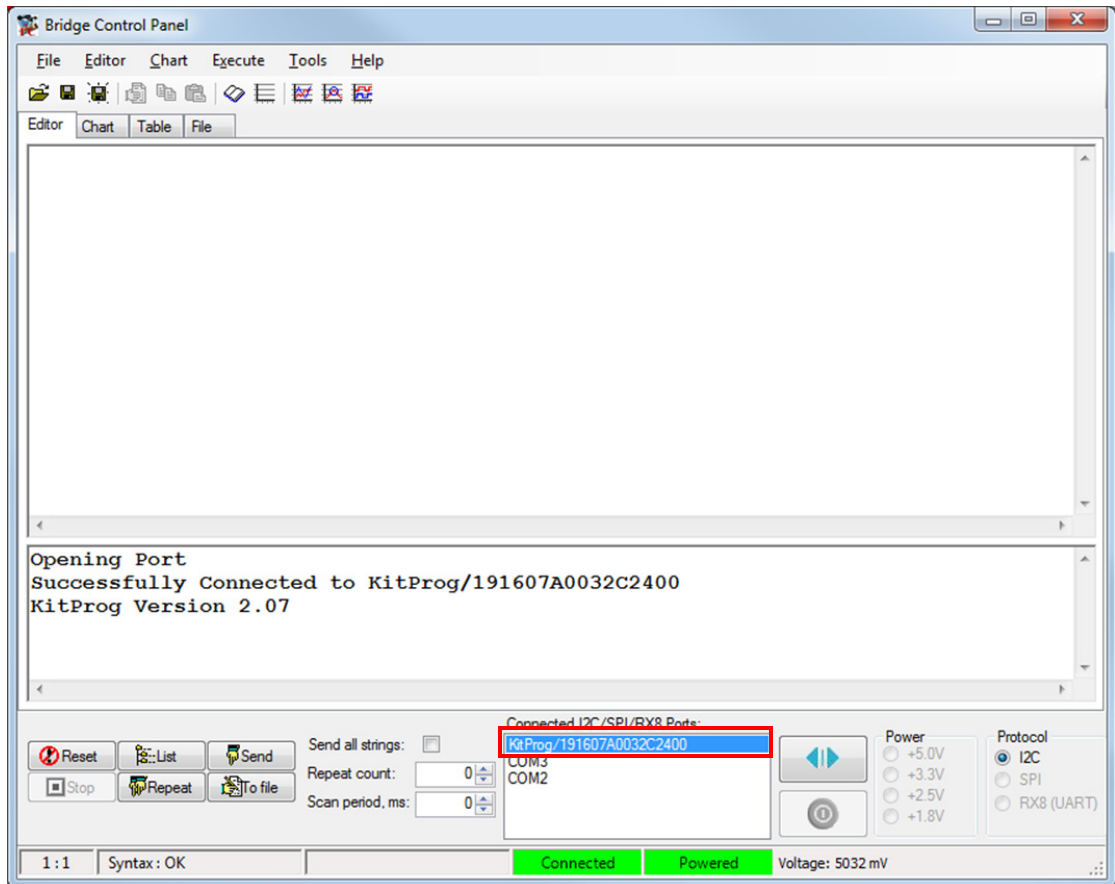 Bridge Control Panel
File Editor Chart Execute Tools Help
Editor Chart Table File
Opening Port
Successfully Connected to KitProg/191607A0032C2400
KitProg Version 2.07
Connected I2C/SPI/RX8 Ports:
KitProg/191607A0032C2400
COM3
COM2
Reset List Send
Stop Repeat To file
Send all strings:
Repeat count: 0
Scan period, ms: 0
Power
+5.0V
+3.3V
+2.5V
+1.8V
Protocol
I2C
SPI
RX8 (UART)
1:1 Syntax: OK Connected Powered Voltage: 5032 mV